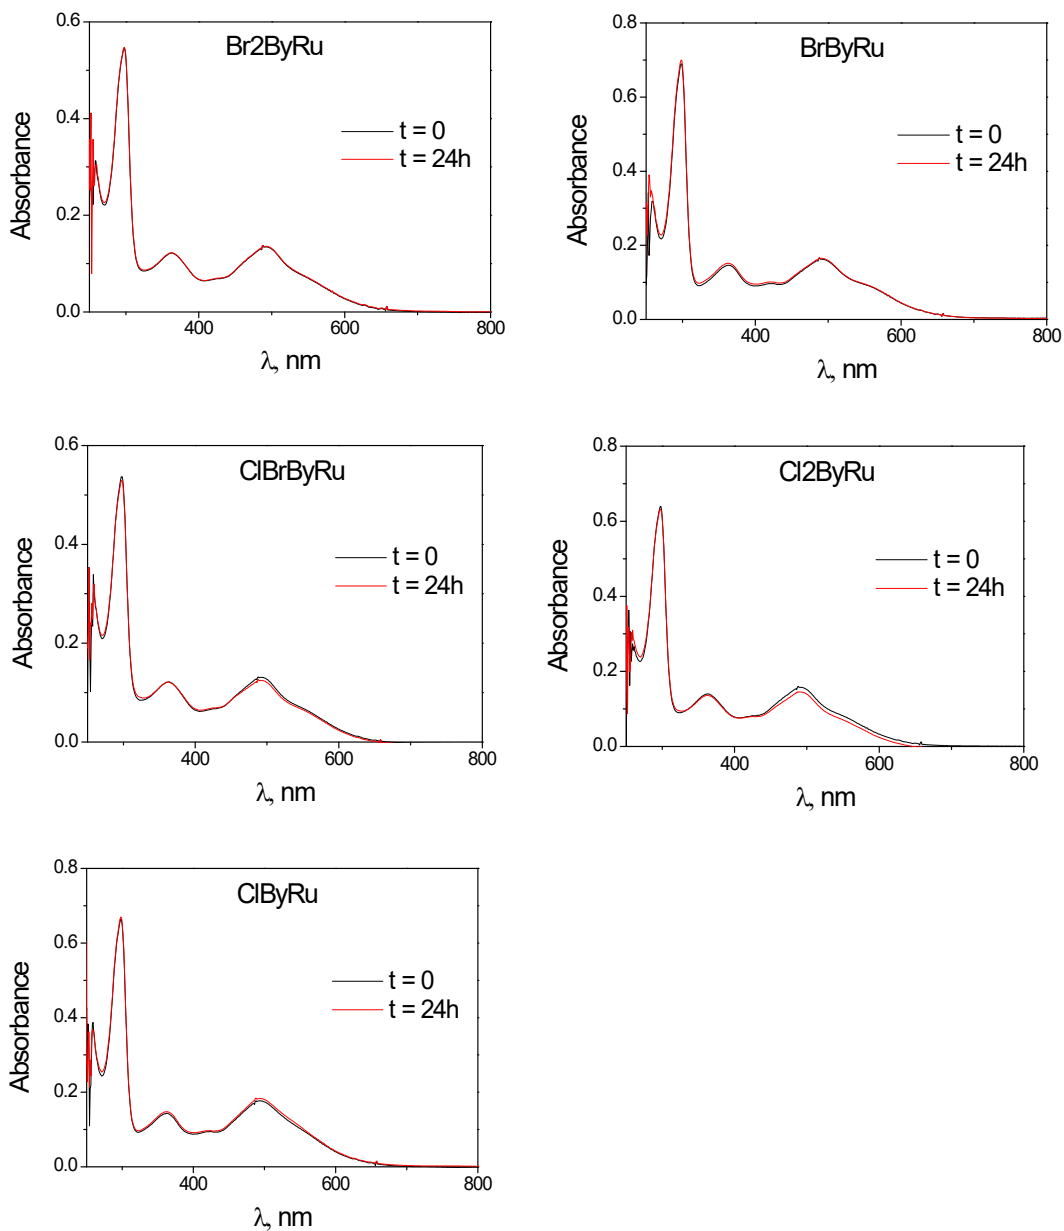 Br2ByRu
Absorbance
0.6
0.4
0.2
0.0
t = 0
t = 24h
400
600
800
λ, nm
BrByRu
Absorbance
0.8
0.6
0.4
0.2
0.0
t = 0
t = 24h
400
600
800
λ, nm
ClBrByRu
Absorbance
0.6
0.4
0.2
0.0
t = 0
t = 24h
400
600
800
λ, nm
Cl2ByRu
Absorbance
0.8
0.6
0.4
0.2
0.0
t = 0
t = 24h
400
600
800
λ, nm
ClByRu
Absorbance
0.8
0.6
0.4
0.2
0.0
t = 0
t = 24h
400
600
800
λ, nm